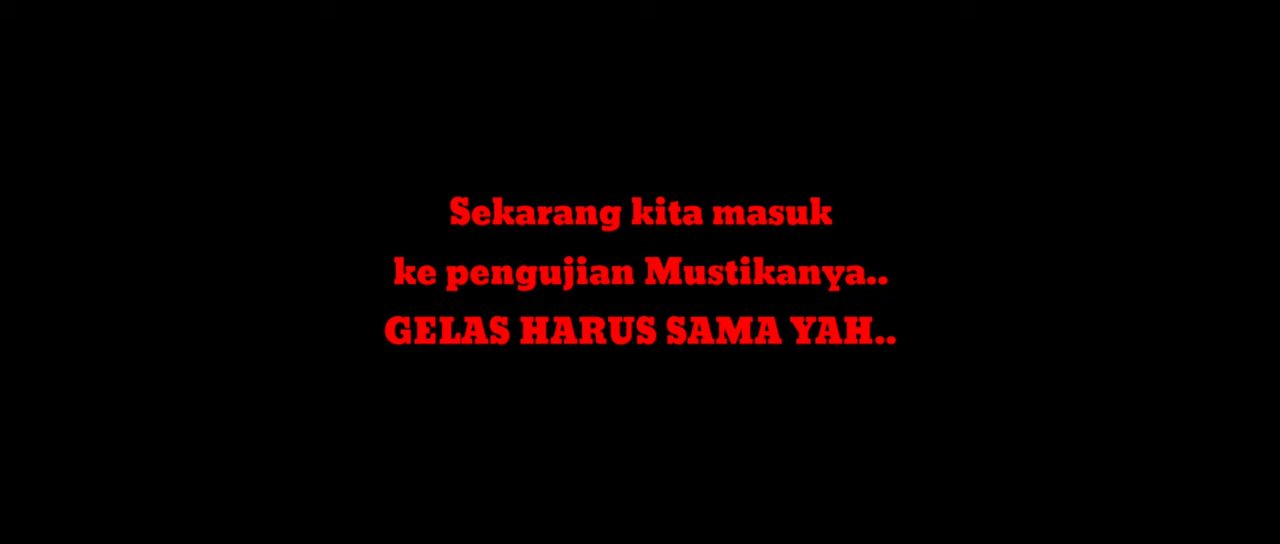 Sekarang kita masuk
ke pengujian Mustikanya..
GELAS HARUS SAMA YAH..